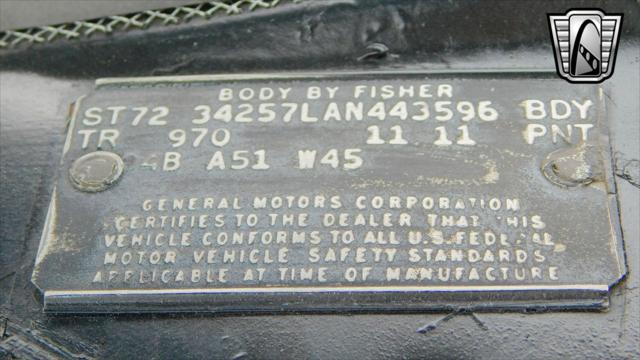 BODY BY FISHER
ST72 34257LAN443596 BDY
TR 970 11 11 PNT
4B A51 W45
GENERAL MOTORS CORPORATION
CERTIFIES TO THE DEALER THAT THIS
VEHICLE CONFORMS TO ALL U.S. FEDERAL
MOTOR VEHICLE SAFETY STANDARDS
APPLICABLE AT TIME OF MANUFACTURE